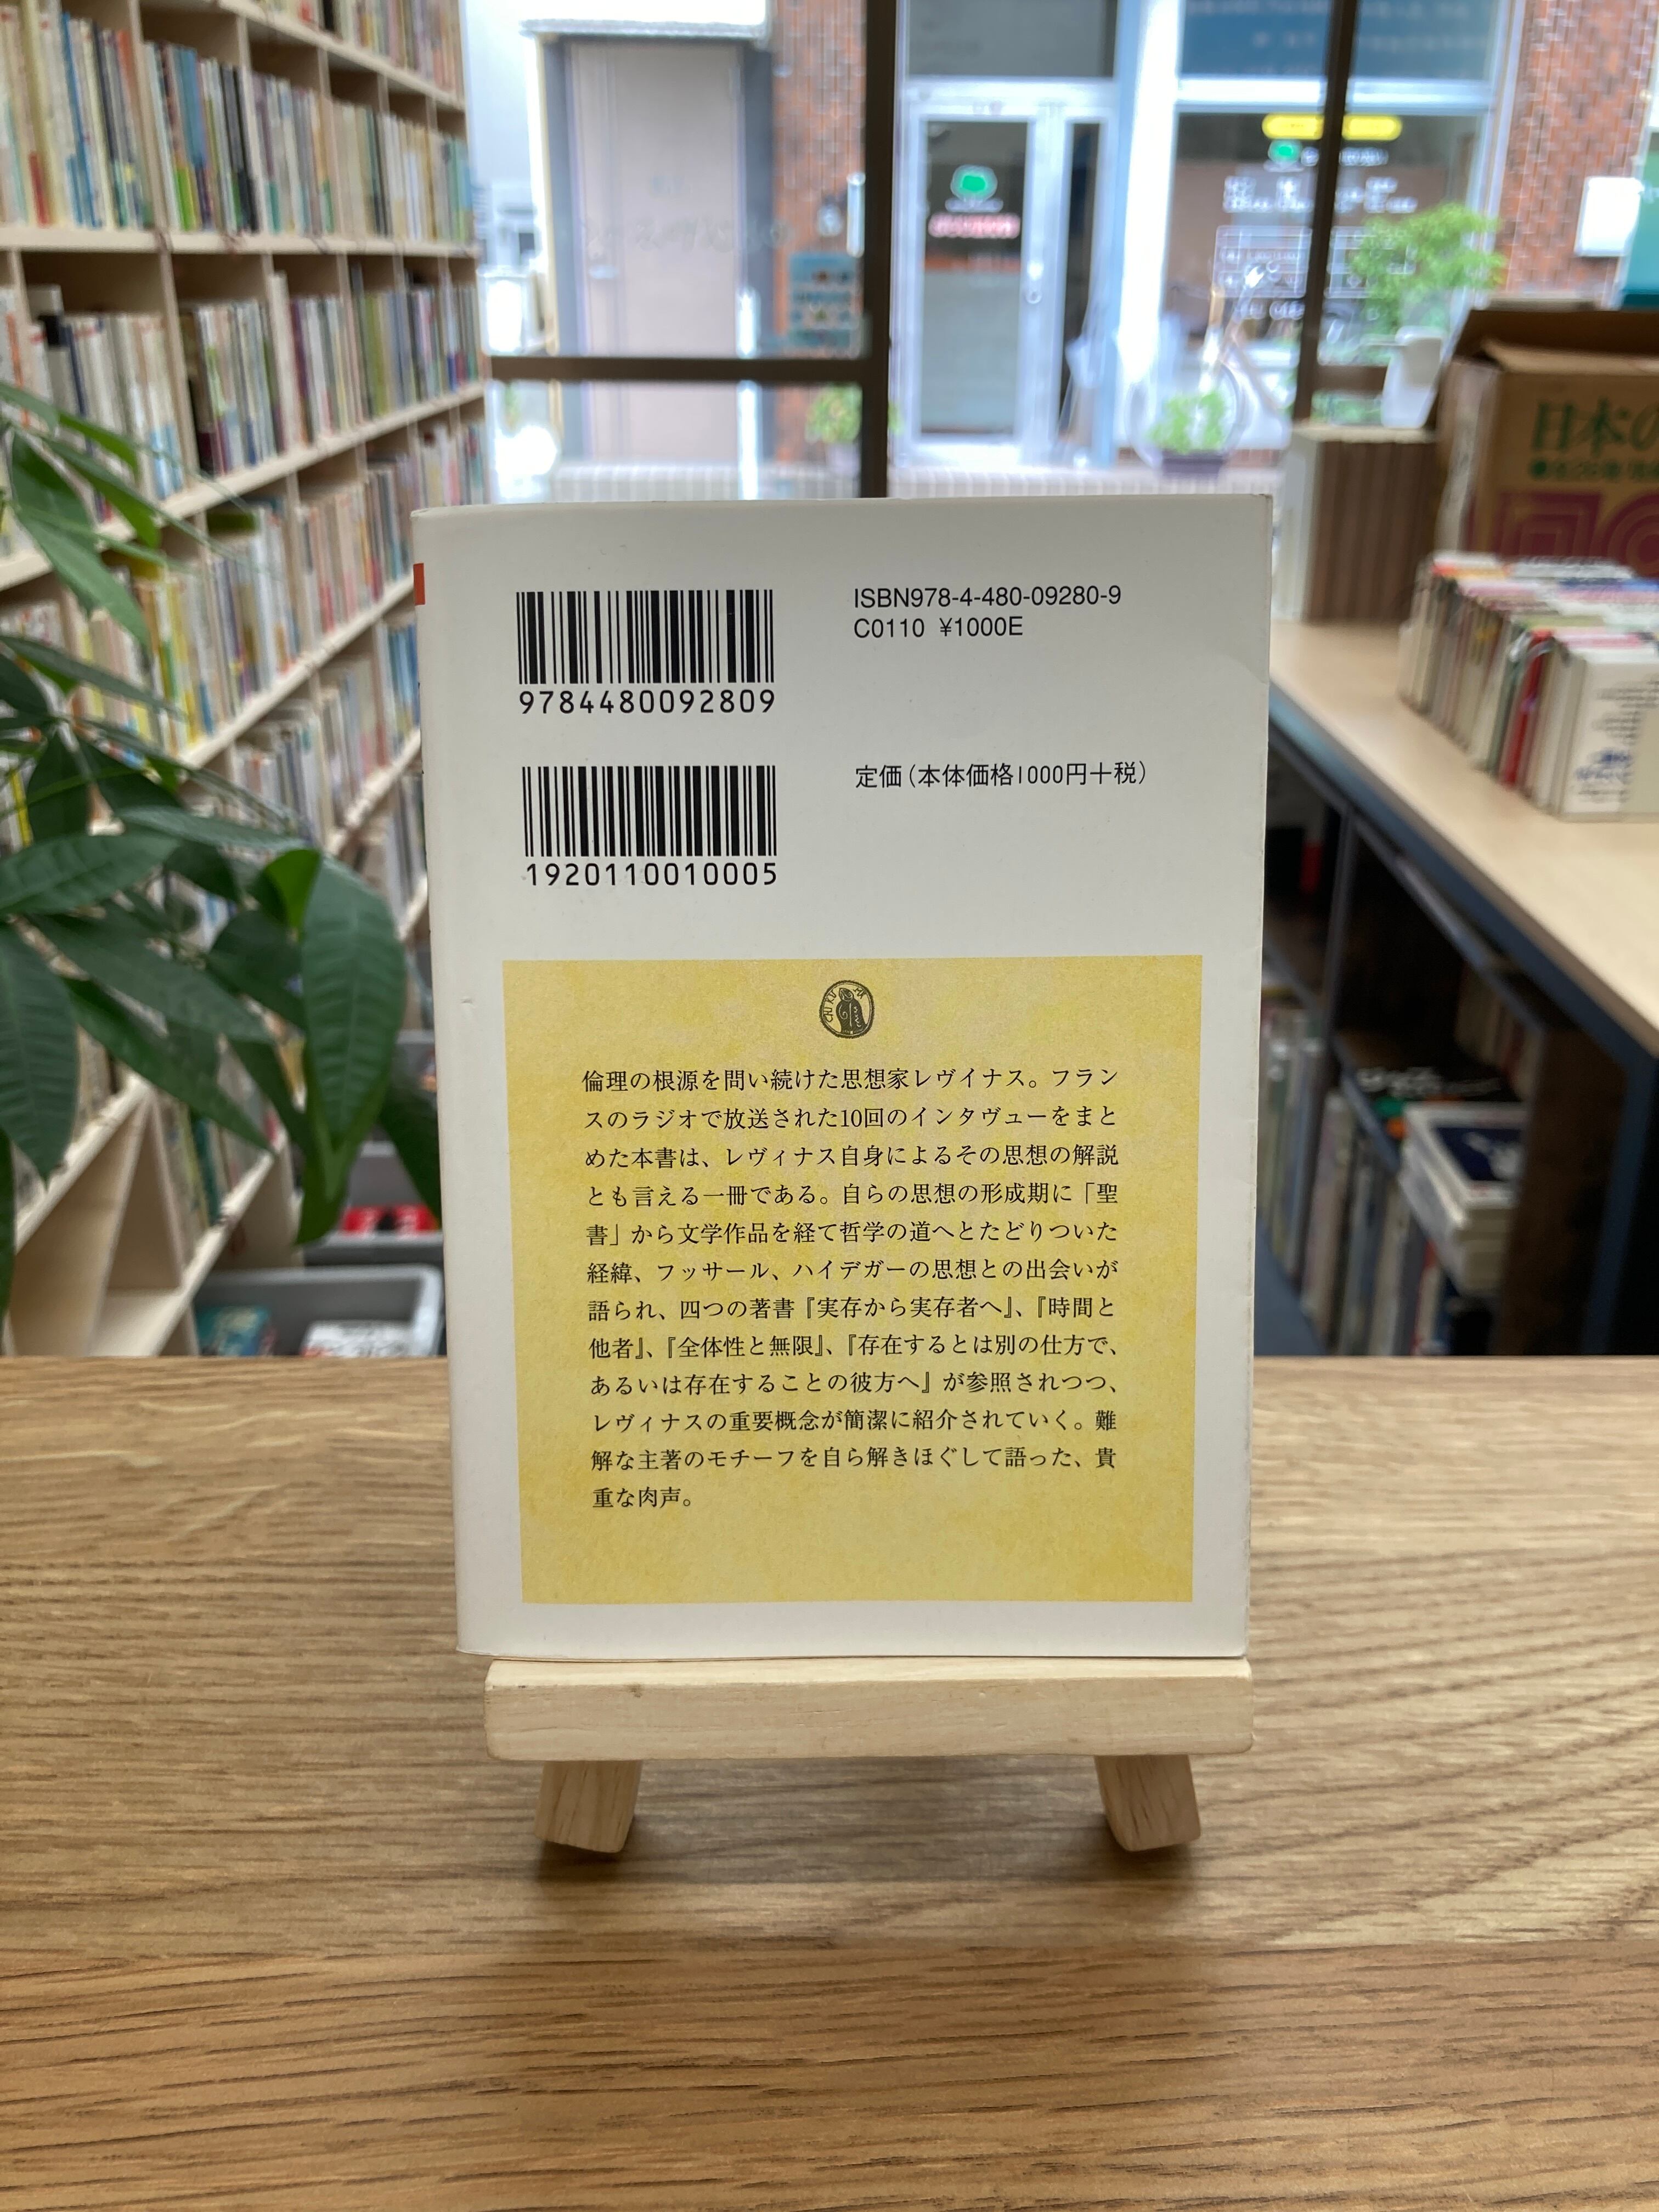 ISBN978-4-480-09280-9
C0110 ¥1000E
9784480092809
定価(本体価格1000円+税)
1920110010005
CHIKUMA
倫理の根源を問い続けた思想家レヴイナス。フラン
スのラジオで放送された10回のインタヴューをまと
めた本書は、レヴィナス自身によるその思想の解説
とも言える一冊である。自らの思想の形成期に「聖
書」から文学作品を経て哲学の道へとたどりついた
経緯、フッサール、ハイデガーの思想との出会いが
語られ、四つの著書『実存から実存者へ』、『時間と
他者』、『全体性と無限』、『存在するとは別の仕方で、
あるいは存在することの彼方へ』が参照されつつ、
レヴィナスの重要概念が簡潔に紹介されていく。難
解な主著のモチーフを自ら解きほぐして語った、貴
重な肉声。
日本の